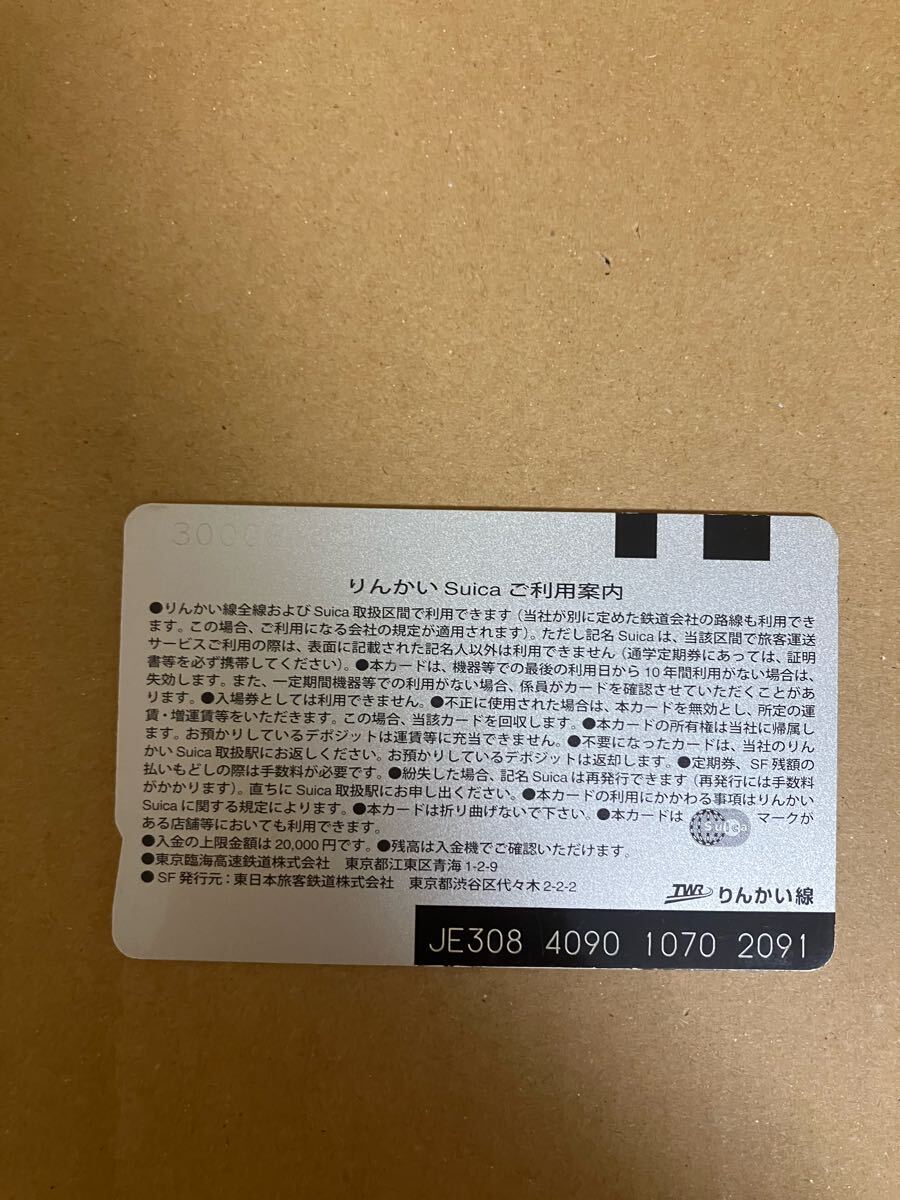 りんかい Suica ご利用案内
●りんかい線全線および Suica 取扱区間で利用できます（当社が別に定めた鉄道会社の路線も利用でき
ます。この場合、ご利用になる会社の規定が適用されます）。ただし記名 Suica は、当該区間で旅客運送
サービスご利用の際は、表面に記載された記名人以外は利用できません（通学定期券にあっては、証明
書等を必ず携帯してください）。●本カードは、機器等での最後の利用日から 10 年間利用がない場合は、
失効します。また、一定期間機器等での利用がない場合、係員がカードを確認させていただくことがあ
ります。●入場券としては利用できません。●不正に使用された場合は、本カードを無効とし、所定の運
賃・増運賃等をいただきます。この場合、当該カードを回収します。●本カードの所有権は当社に帰属し
ます。お預かりしているデポジットは運賃等に充当できません。●不要になったカードは、当社のりん
かい Suica 取扱駅にお返しください。お預かりしているデポジットは返却します。●定期券、SF 残額の
払いもどしの際は手数料が必要です。●紛失した場合、記名 Suica は再発行できます（再発行には手数料
がかかります）。直ちに Suica 取扱駅にお申し出ください。●本カードの利用にかかわる事項はりんかい
Suica に関する規定によります。●本カードは折り曲げないで下さい。●本カードは Suica マークが
ある店舗等においても利用できます。
●入金の上限金額は 20,000 円です。●残高は入金機でご確認いただけます。
●東京臨海高速鉄道株式会社　東京都江東区青海 1-2-9
●SF 発行元：東日本旅客鉄道株式会社　東京都渋谷区代々木 2-2-2
TWR りんかい線
JE308 4090 1070 2091